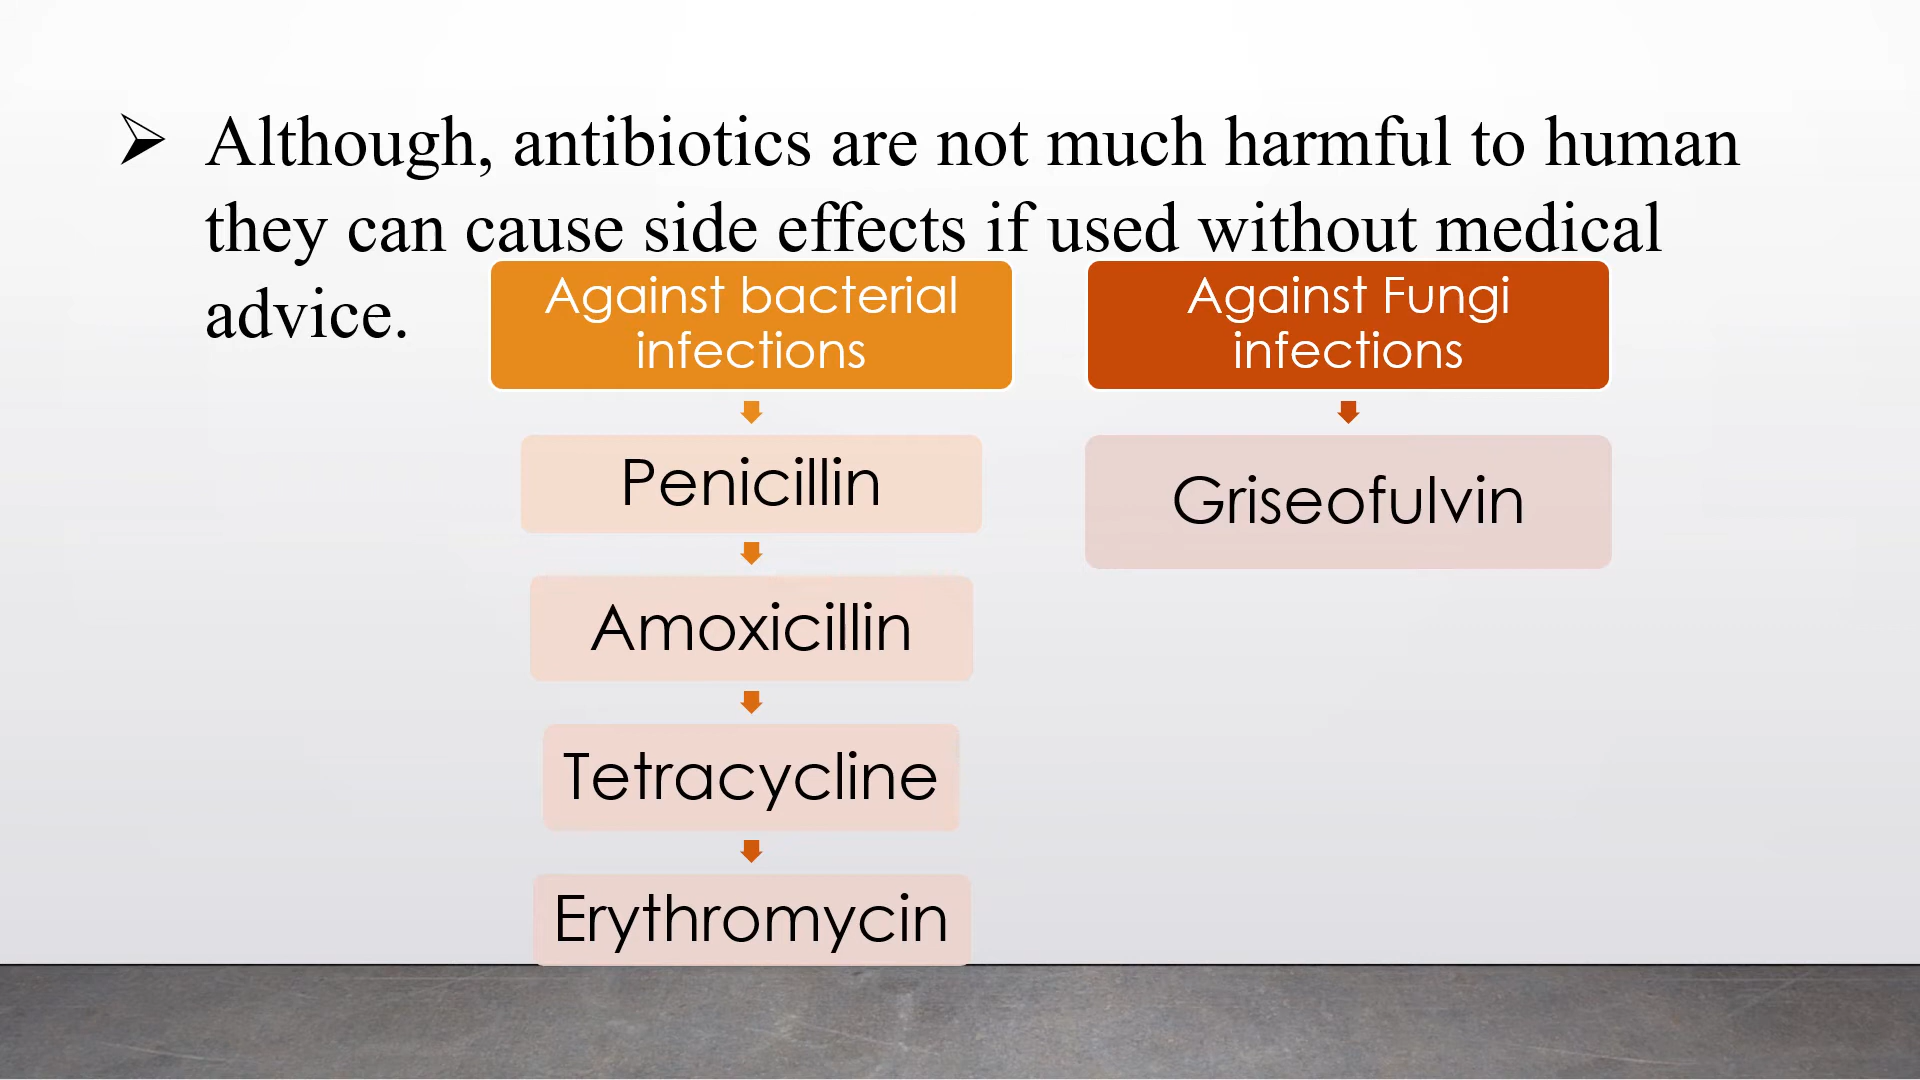 Although, antibiotics are not much harmful to human
they can cause side effects if used without medical
advice.
Against bacterial
infections
Penicillin
Amoxicillin
Tetracycline
Erythromycin
Against Fungi
infections
Griseofulvin